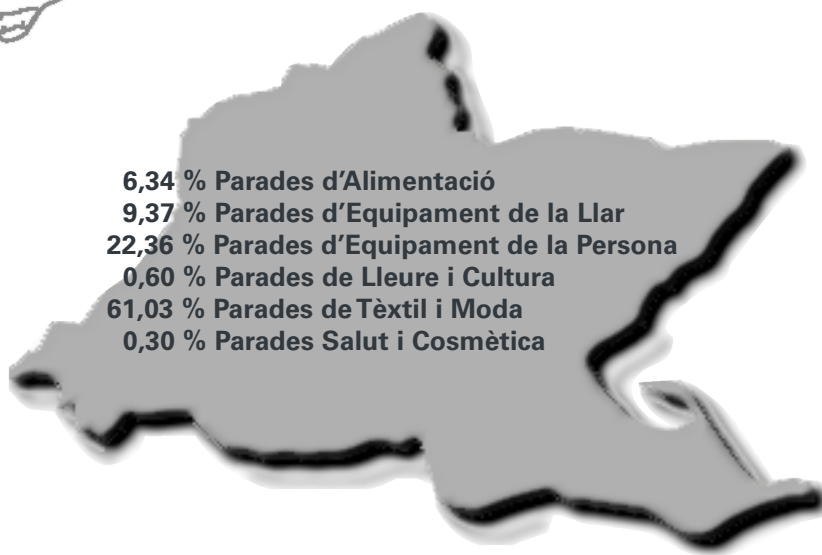 6,34 % Parades d’Alimentació
9,37 % Parades d’Equipament de la Llar
22,36 % Parades d’Equipament de la Persona
0,60 % Parades de Lleure i Cultura
61,03 % Parades de Tèxtil i Moda
0,30 % Parades Salut i Cosmètica